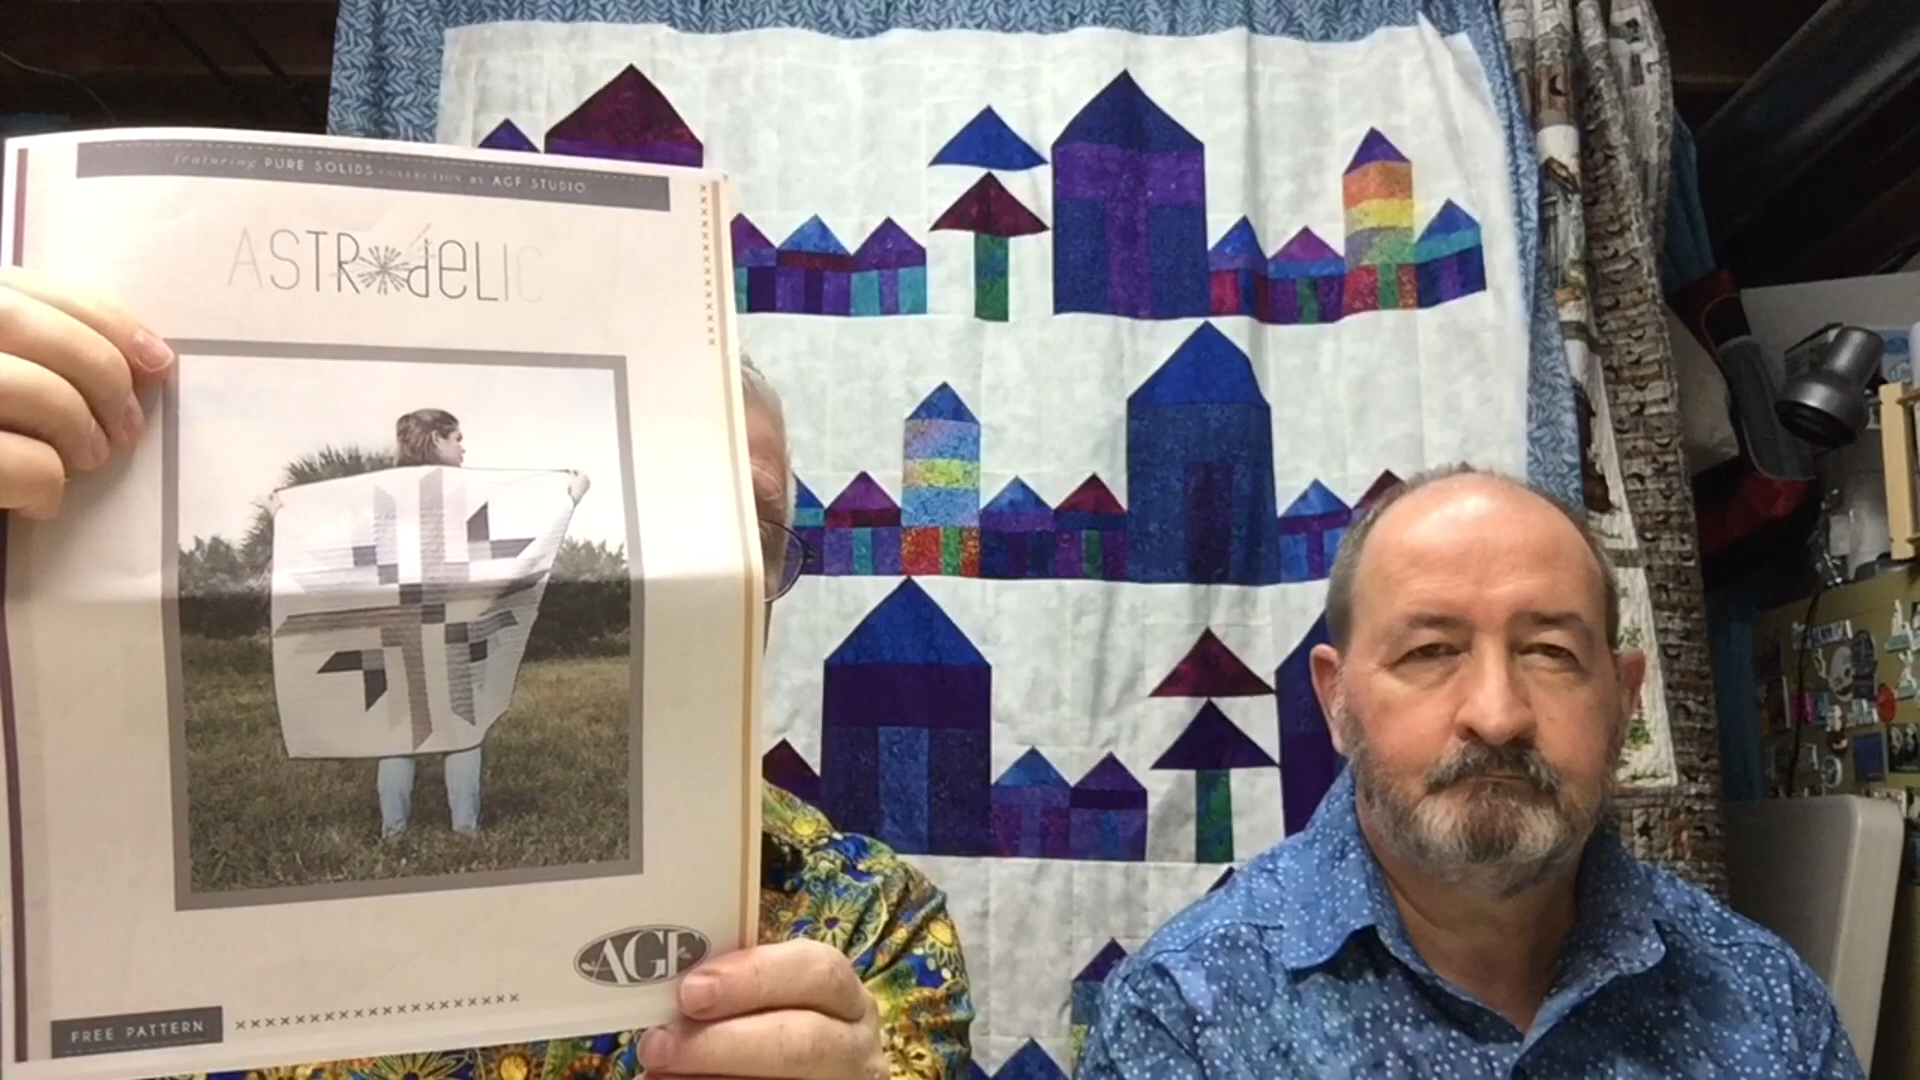 featuring PURE SOLIDS COLLECTION BY AGF STUDIO
ASTRODELIC
AGF
FREE PATTERN